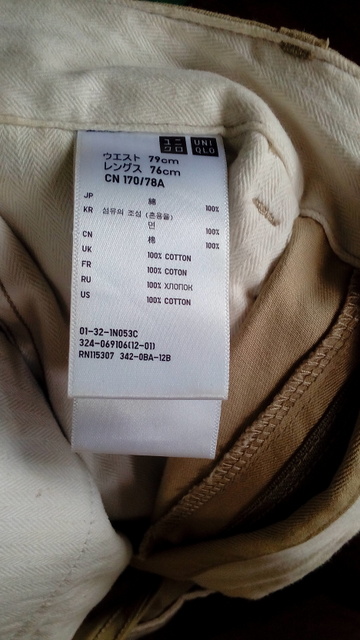 ユニクロ UNIQLO
ウエスト 79cm
レングス 76cm
CN 170/78A
JP 綿 100%
KR 섬유의 조성 (혼용율)
면 100%
CN 棉 100%
UK 100% COTTON
FR 100% COTON
RU 100% ХЛОПОК
US 100% COTTON
01-32-1N053C
324-069106(12-01)
RN115307 342-0BA-12B